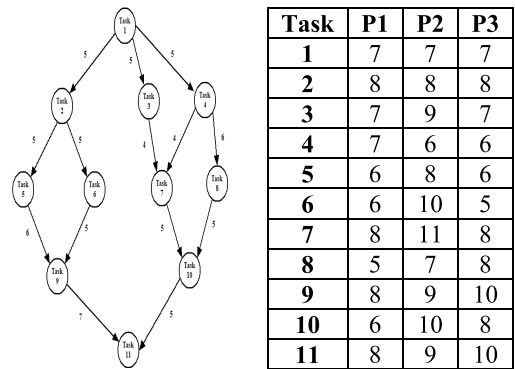 Task 1
5
5
5
Task 2
Task 3
Task 4
5
5
4
4
6
Task 5
Task 6
Task 7
Task 8
6
5
5
5
Task 9
Task 10
7
5
Task 11
Task P1 P2 P3
1 7 7 7
2 8 8 8
3 7 9 7
4 7 6 6
5 6 8 6
6 6 10 5
7 8 11 8
8 5 7 8
9 8 9 10
10 6 10 8
11 8 9 10